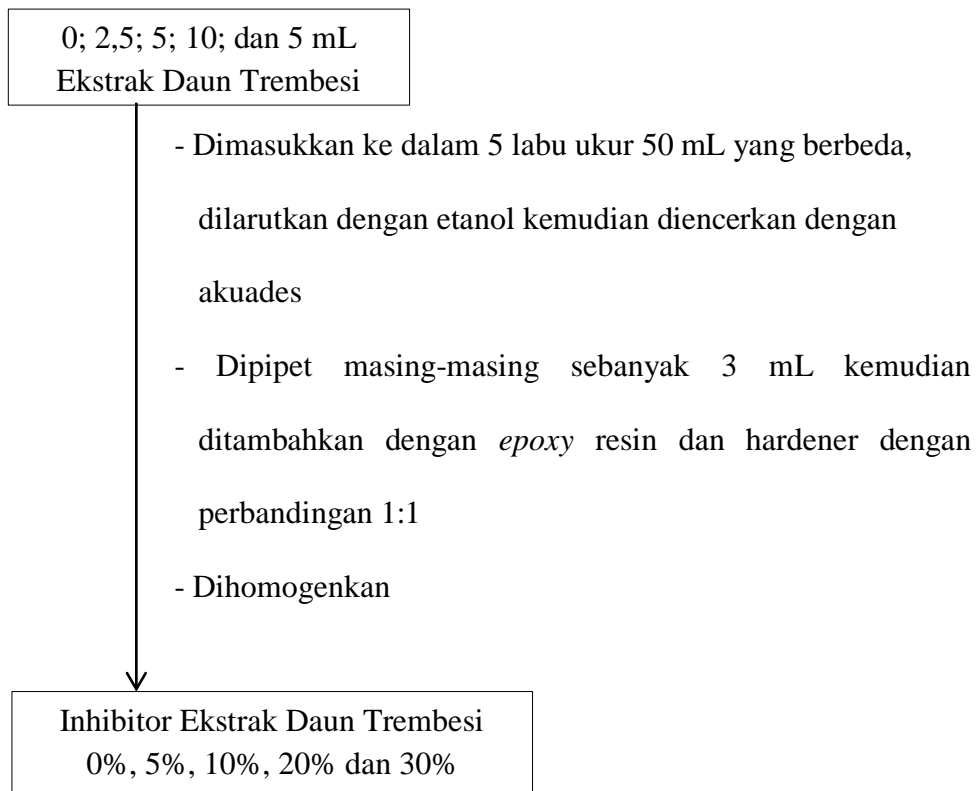 0; 2,5; 5; 10; dan 5 mL
Ekstrak Daun Trembesi
- Dimasukkan ke dalam 5 labu ukur 50 mL yang berbeda,
dilarutkan dengan etanol kemudian diencerkan dengan
akuades
- Dipipet masing-masing sebanyak 3 mL kemudian
ditambahkan dengan epoxy resin dan hardener dengan
perbandingan 1:1
- Dihomogenkan
Inhibitor Ekstrak Daun Trembesi
0%, 5%, 10%, 20% dan 30%